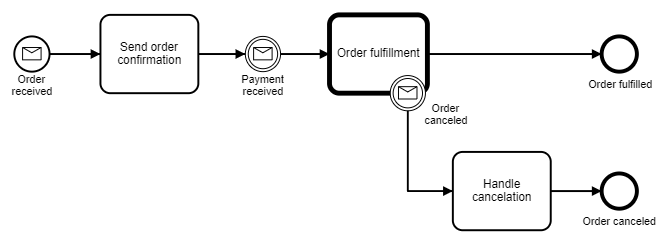 Order
received
Send order
confirmation
Payment
received
Order fulfillment
Order
canceled
Order fulfilled
Handle
cancelation
Order canceled